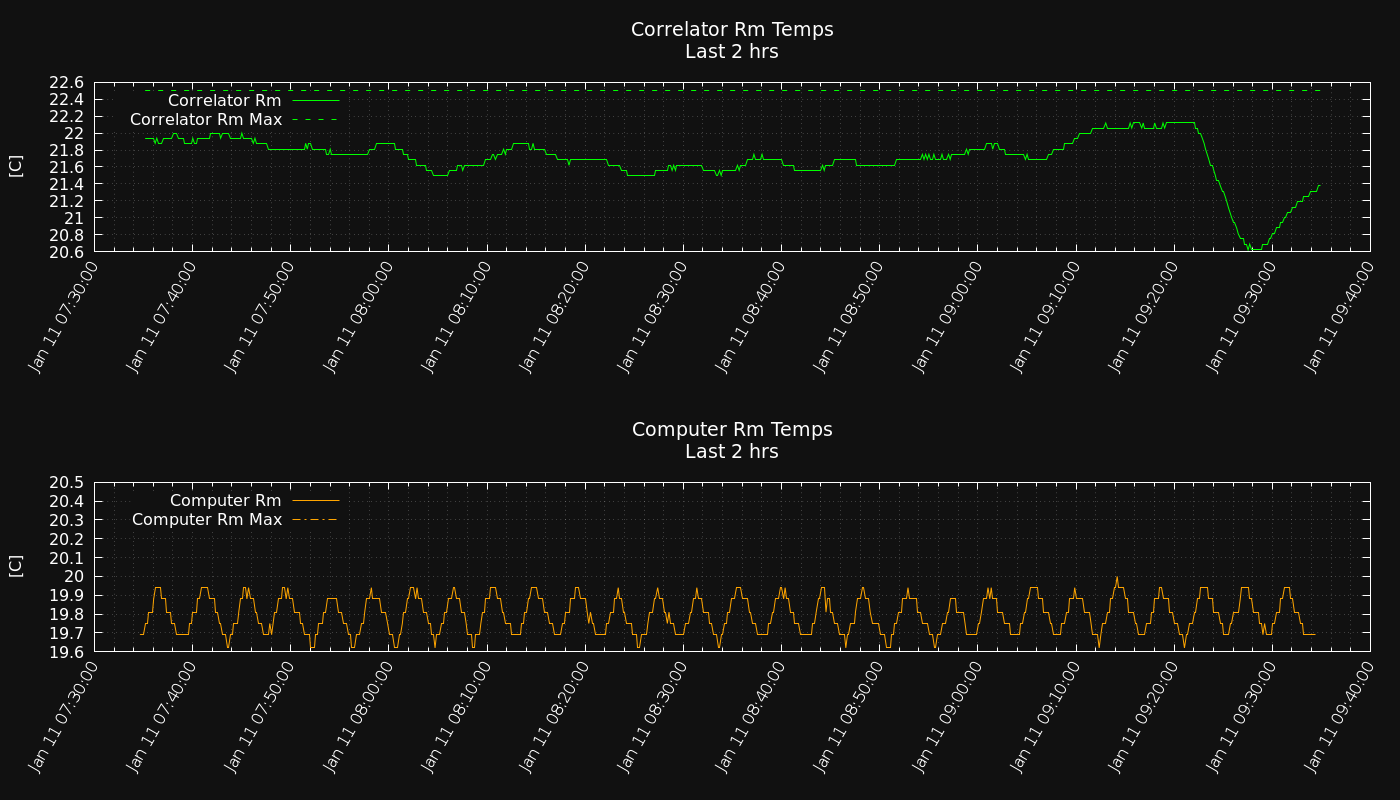 Correlator Rm Temps
Last 2 hrs
Correlator Rm
Correlator Rm Max
[C]
22.6
22.4
22.2
22
21.8
21.6
21.4
21.2
21
20.8
20.6
Jan 11 07:30:00
Jan 11 07:40:00
Jan 11 07:50:00
Jan 11 08:00:00
Jan 11 08:10:00
Jan 11 08:20:00
Jan 11 08:30:00
Jan 11 08:40:00
Jan 11 08:50:00
Jan 11 09:00:00
Jan 11 09:10:00
Jan 11 09:20:00
Jan 11 09:30:00
Jan 11 09:40:00
Computer Rm Temps
Last 2 hrs
Computer Rm
Computer Rm Max
[C]
20.5
20.4
20.3
20.2
20.1
20
19.9
19.8
19.7
19.6
Jan 11 07:30:00
Jan 11 07:40:00
Jan 11 07:50:00
Jan 11 08:00:00
Jan 11 08:10:00
Jan 11 08:20:00
Jan 11 08:30:00
Jan 11 08:40:00
Jan 11 08:50:00
Jan 11 09:00:00
Jan 11 09:10:00
Jan 11 09:20:00
Jan 11 09:30:00
Jan 11 09:40:00